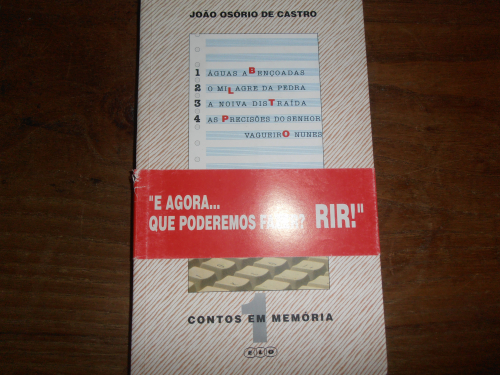 JOÃO OSÓRIO DE CASTRO
1 ÁGUAS ABENÇOADAS
2 O MILAGRE DA PEDRA
3 A NOIVA DISTRAÍDA
4 AS PRECISÕES DO SENHOR
VAGUEIRO NUNES
"E AGORA...
QUE PODEREMOS FAZER? RIR!"
1
CONTOS EM MEMÓRIA